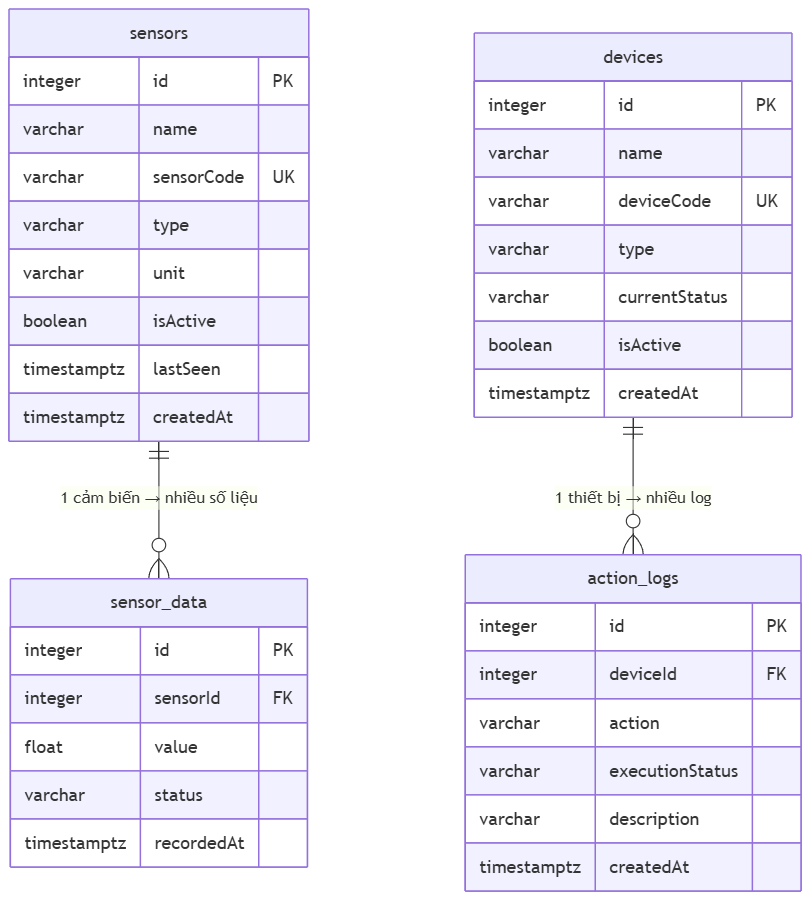 sensors
integer id PK
varchar name
varchar sensorCode UK
varchar type
varchar unit
boolean isActive
timestamptz lastSeen
timestamptz createdAt
1 cảm biến → nhiều số liệu
sensor_data
integer id PK
integer sensorId FK
float value
varchar status
timestamptz recordedAt
devices
integer id PK
varchar name
varchar deviceCode UK
varchar type
varchar currentStatus
boolean isActive
timestamptz createdAt
1 thiết bị → nhiều log
action_logs
integer id PK
integer deviceId FK
varchar action
varchar executionStatus
varchar description
timestamptz createdAt